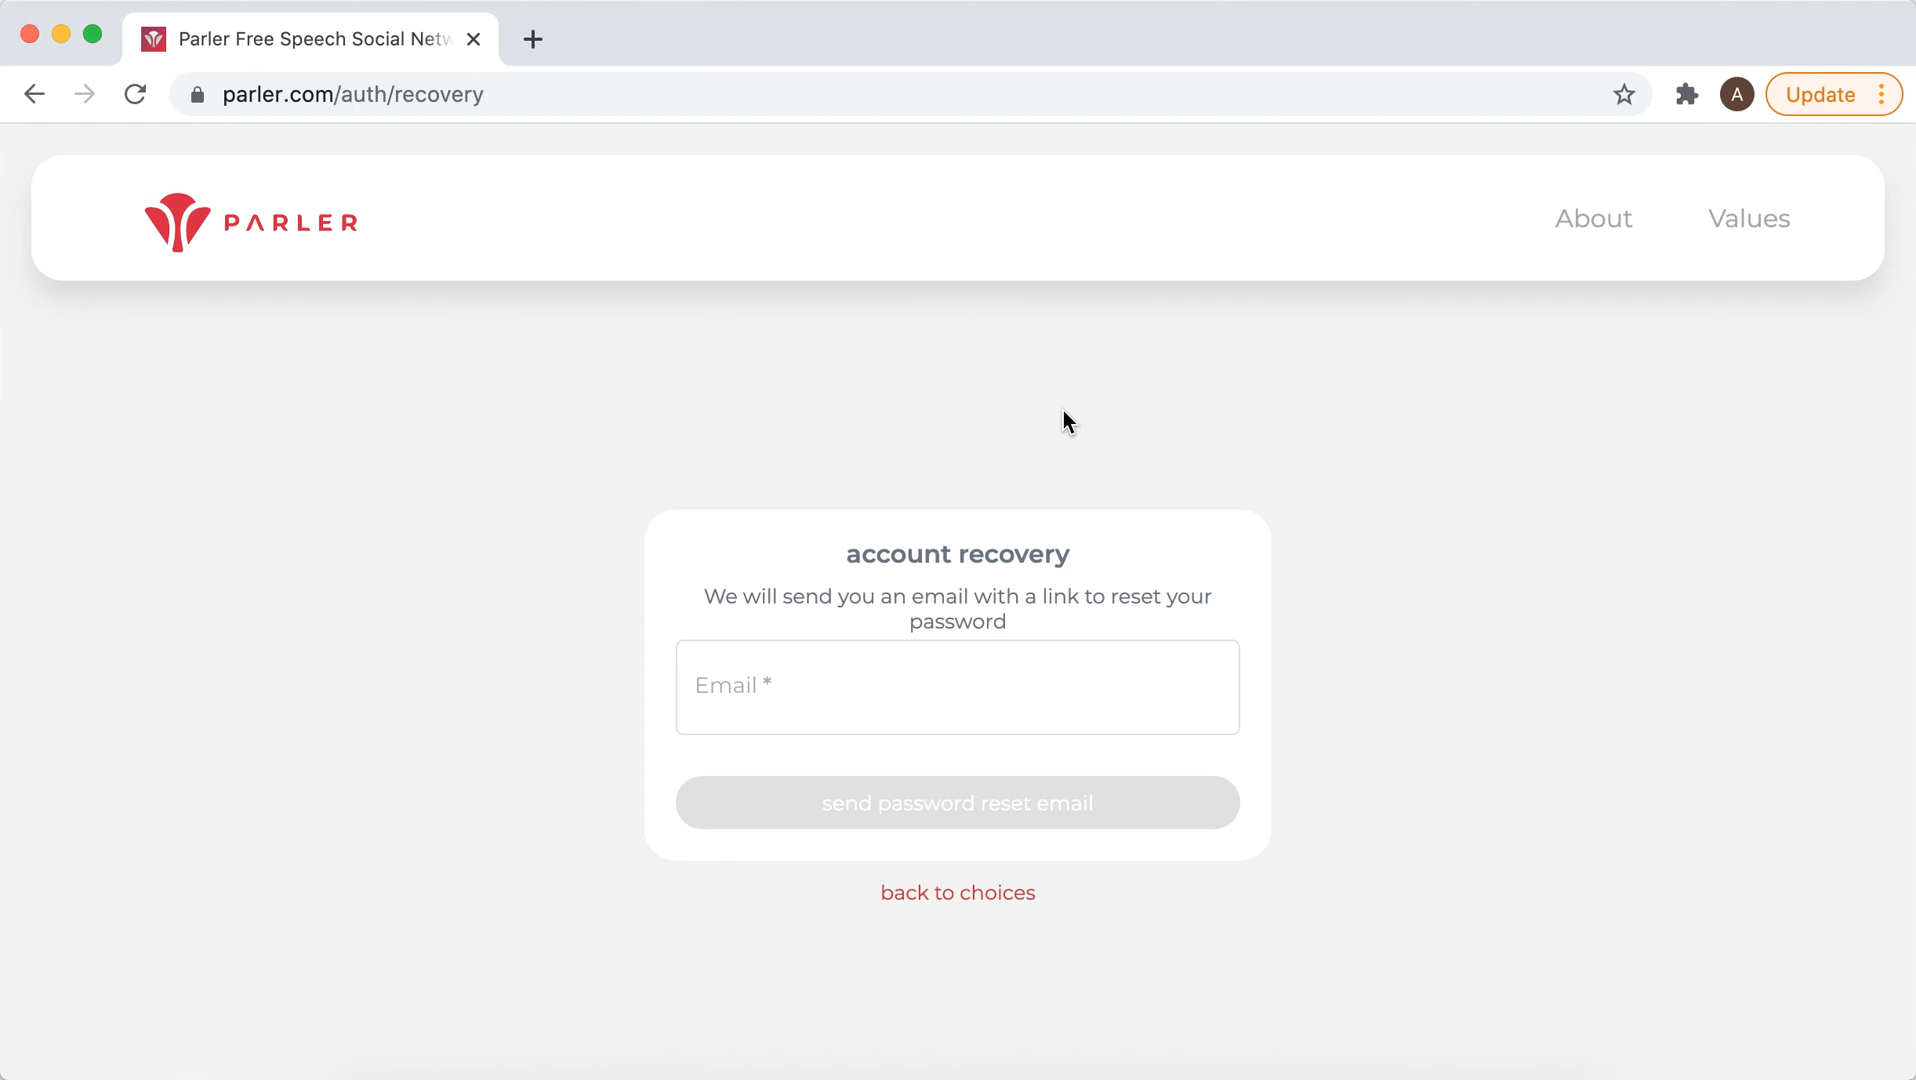 Parler Free Speech Social Netw
parler.com/auth/recovery
A
Update
PARLER
About
Values
account recovery
We will send you an email with a link to reset your
password
Email *
send password reset email
back to choices